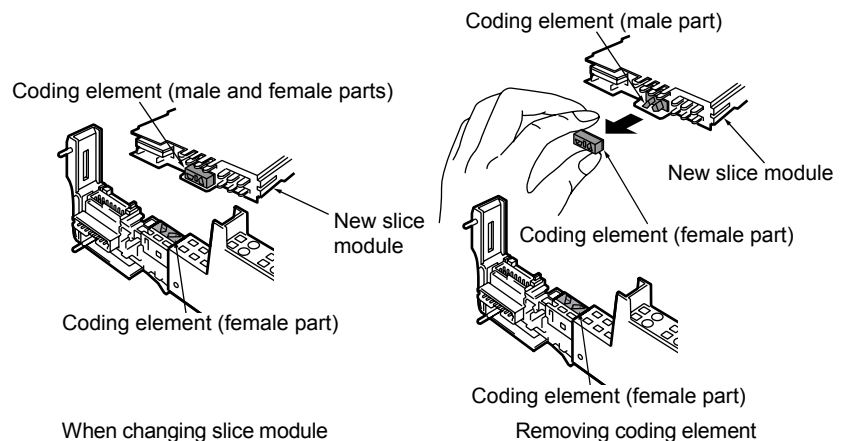 Coding element (male and female parts)
New slice
module
Coding element (female part)
When changing slice module
Coding element (male part)
New slice module
Coding element (female part)
Coding element (female part)
Removing coding element